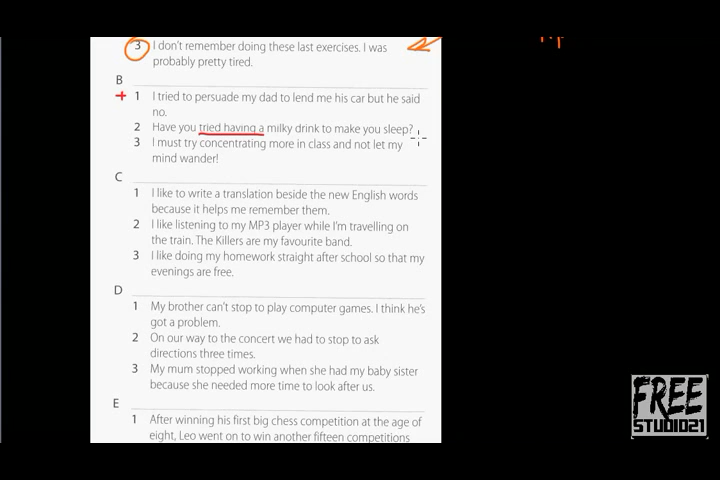 3 I don't remember doing these last exercises. I was
probably pretty tired.
B
+ 1 I tried to persuade my dad to lend me his car but he said
no.
2 Have you tried having a milky drink to make you sleep?
3 I must try concentrating more in class and not let my
mind wander!
C
1 I like to write a translation beside the new English words
because it helps me remember them.
2 I like listening to my MP3 player while I'm travelling on
the train. The Killers are my favourite band.
3 I like doing my homework straight after school so that my
evenings are free.
D
1 My brother can't stop to play computer games. I think he's
got a problem.
2 On our way to the concert we had to stop to ask
directions three times.
3 My mum stopped working when she had my baby sister
because she needed more time to look after us.
E
1 After winning his first big chess competition at the age of
eight, Leo went on to win another fifteen competitions
FREE
STUDIO21